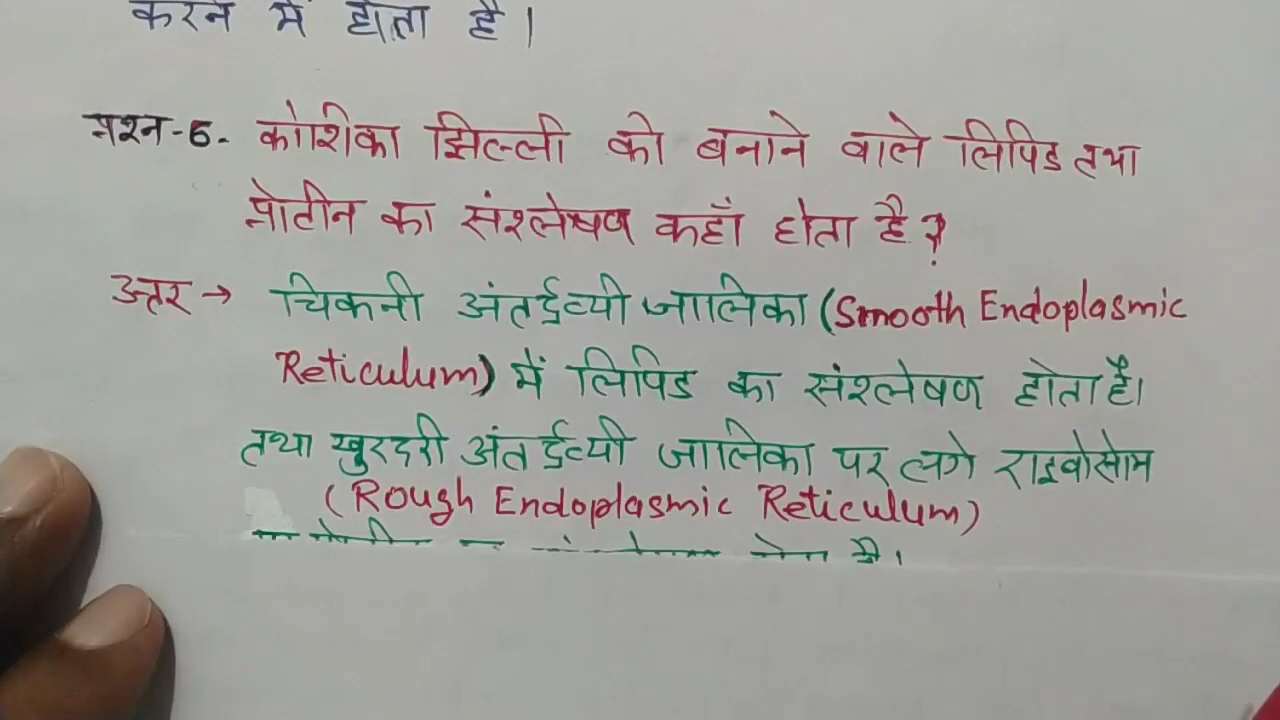 करने में होता है।
प्रश्न-6. कोशिका झिल्ली को बनाने वाले लिपिड तथा
प्रोटीन का संश्लेषण कहाँ होता है?
उत्तर → चिकनी अंतर्द्रव्यी जालिका (Smooth Endoplasmic
Reticulum) में लिपिड का संश्लेषण होता है।
तथा खुरदरी अंतर्द्रव्यी जालिका पर लगे राइबोसोम
(Rough Endoplasmic Reticulum)
है।